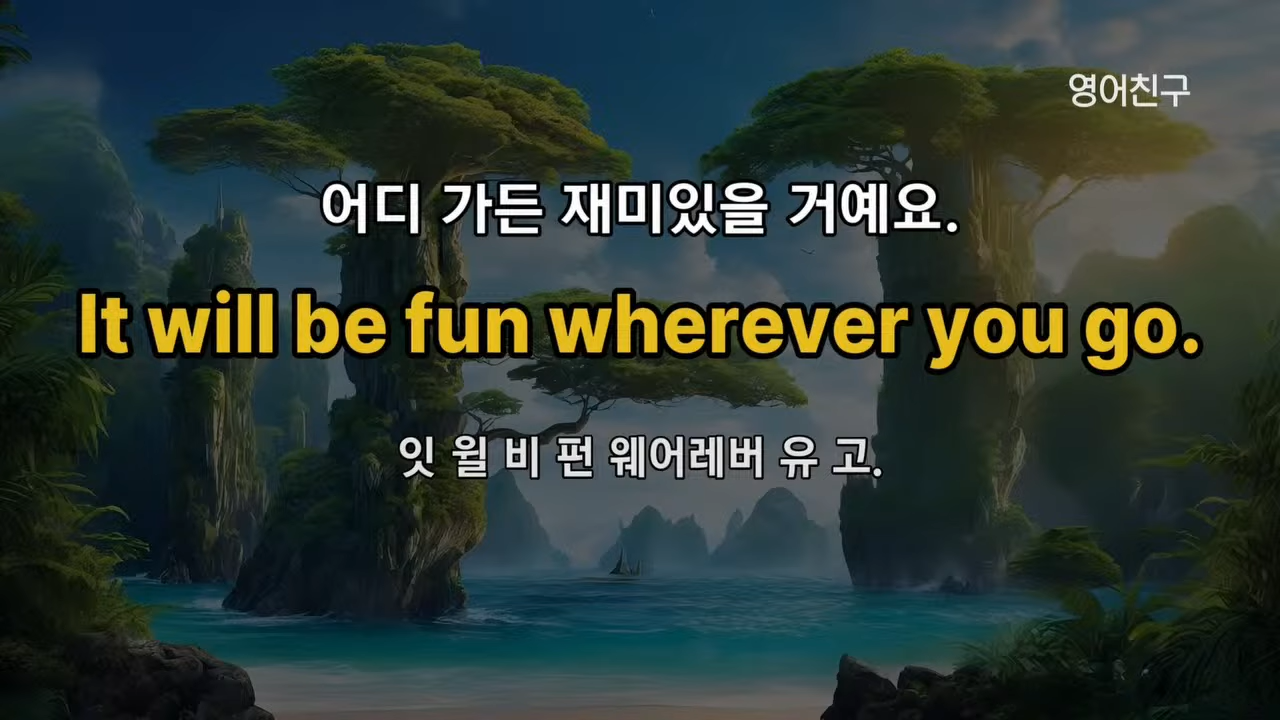 영어친구
어디 가든 재미있을 거예요.
It will be fun wherever you go.
잇 윌 비 펀 웨어레버 유 고.